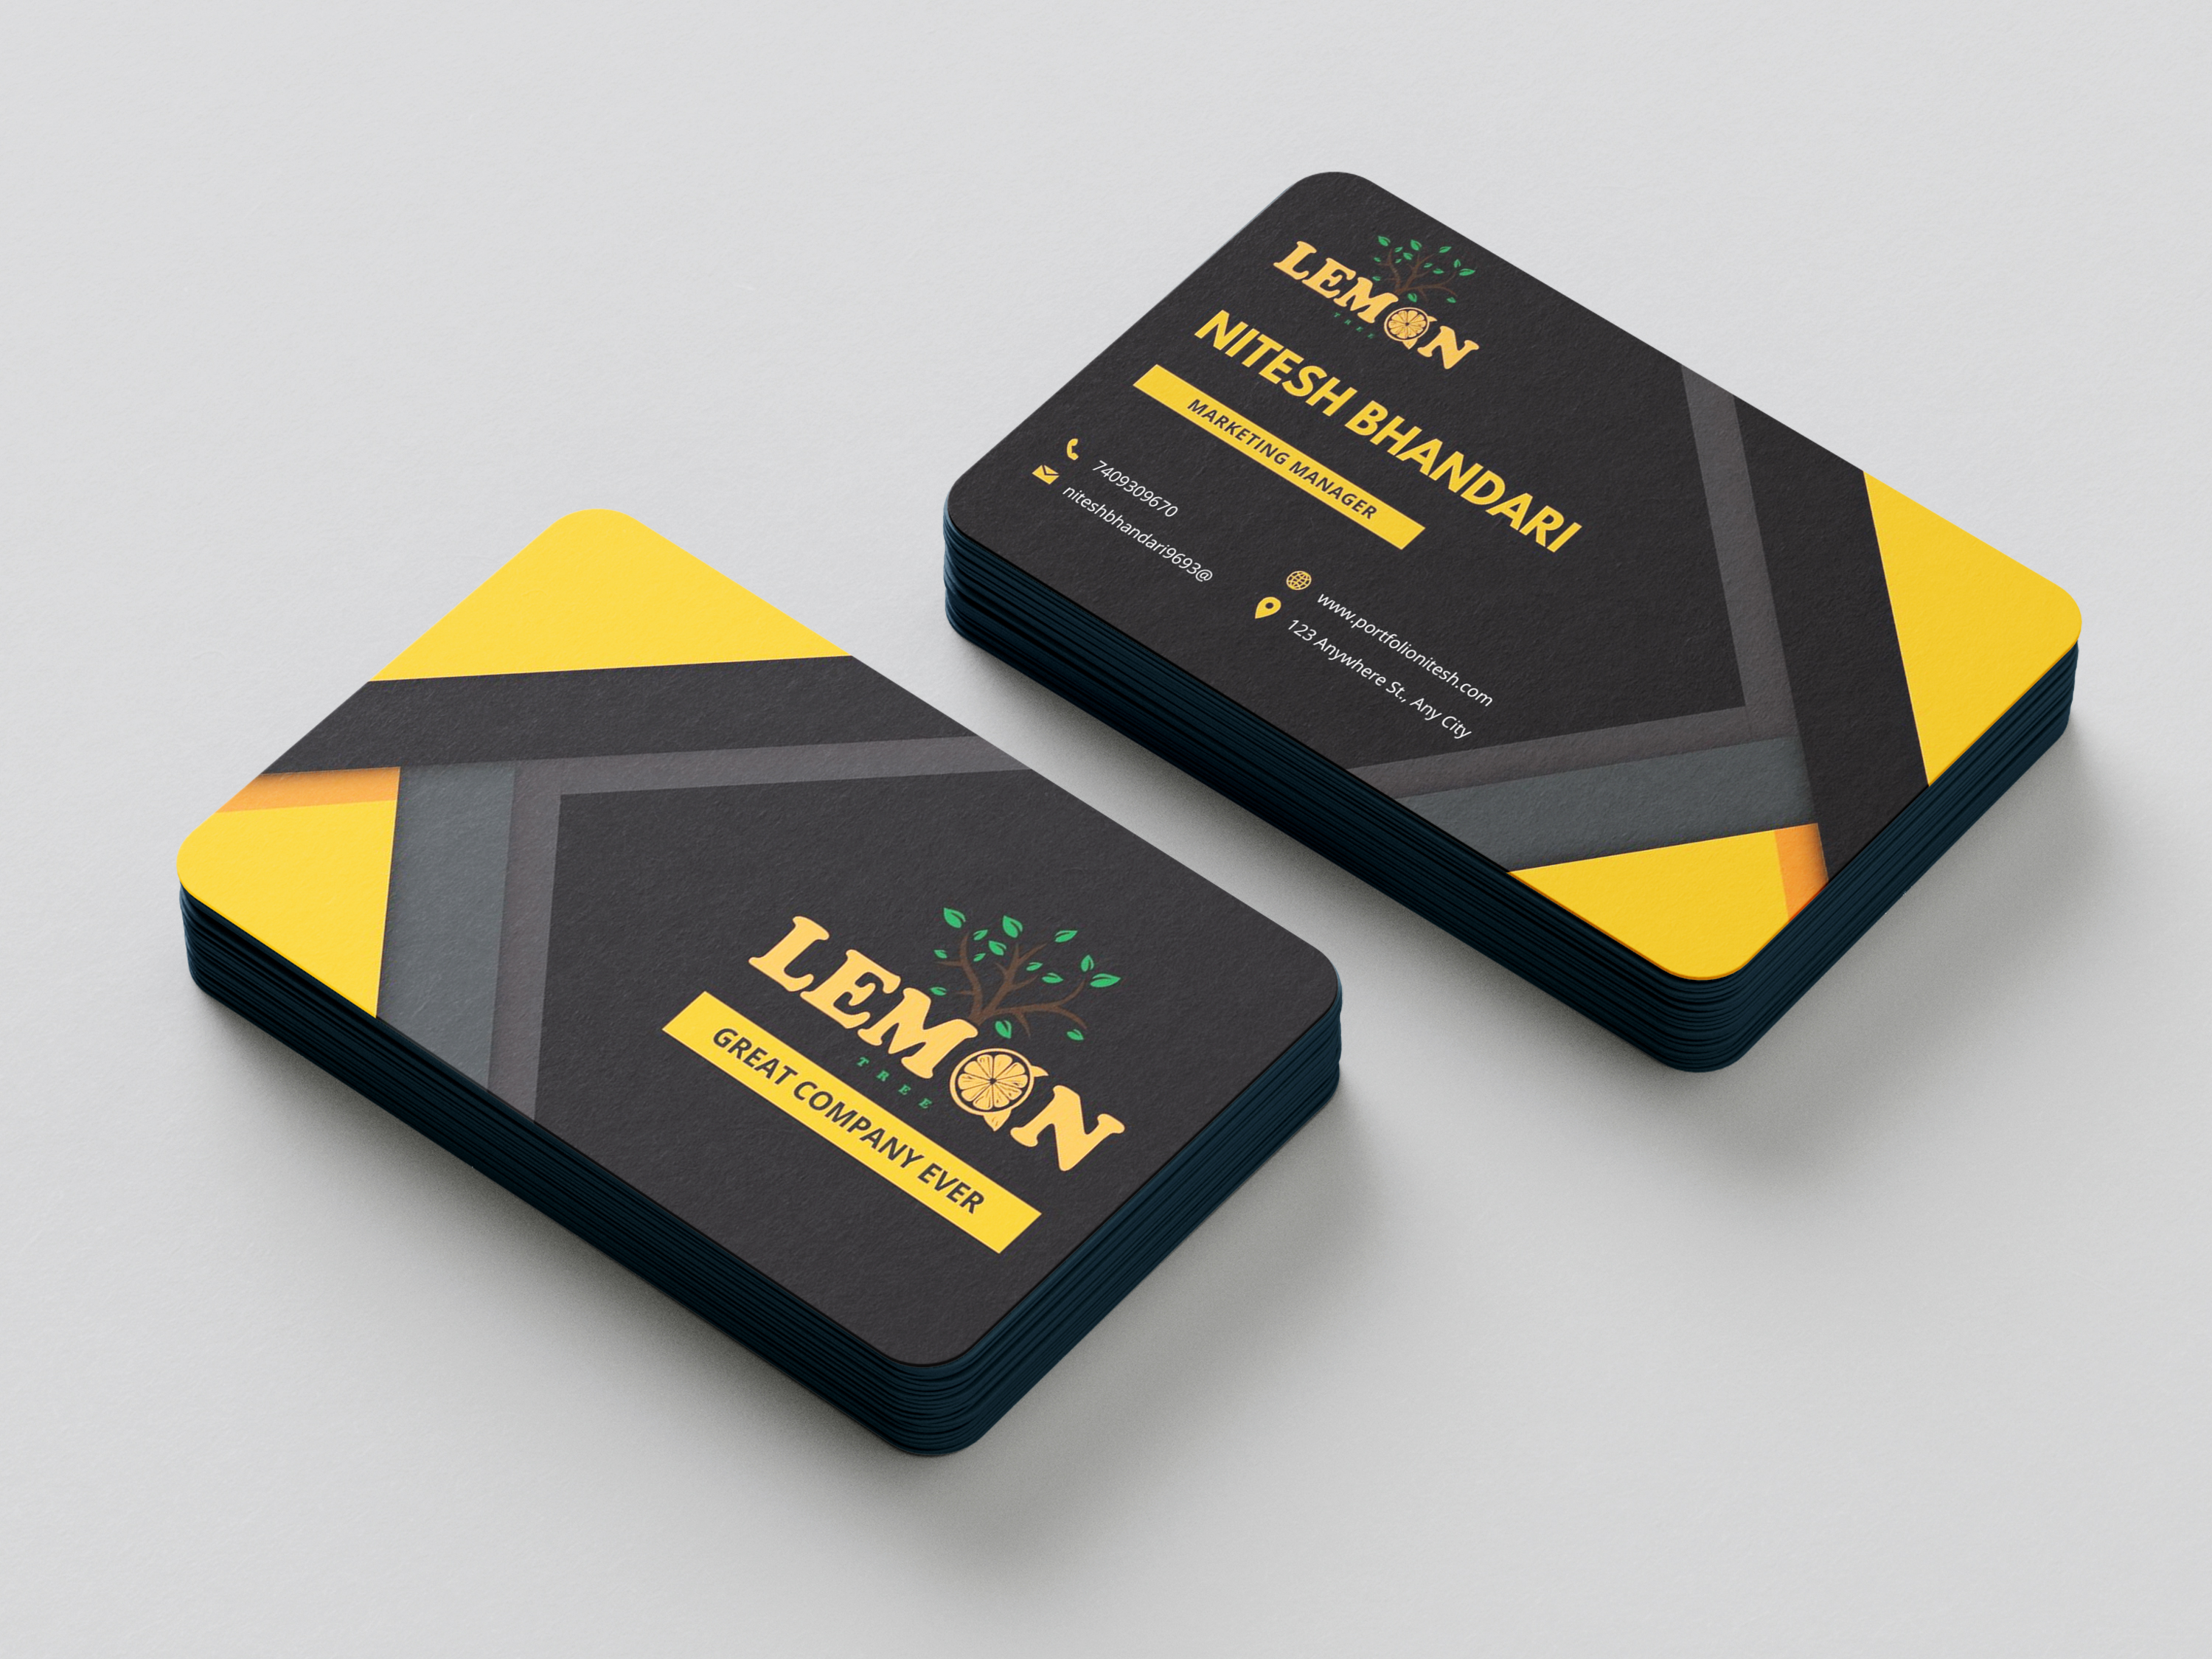 LEMON
TREE
NITESH BHANDARI
MARKETING MANAGER
7409309670
niteshbhandari9693@
www.portfolionitesh.com
123 Anywhere St., Any City
LEMON
TREE
GREAT COMPANY EVER